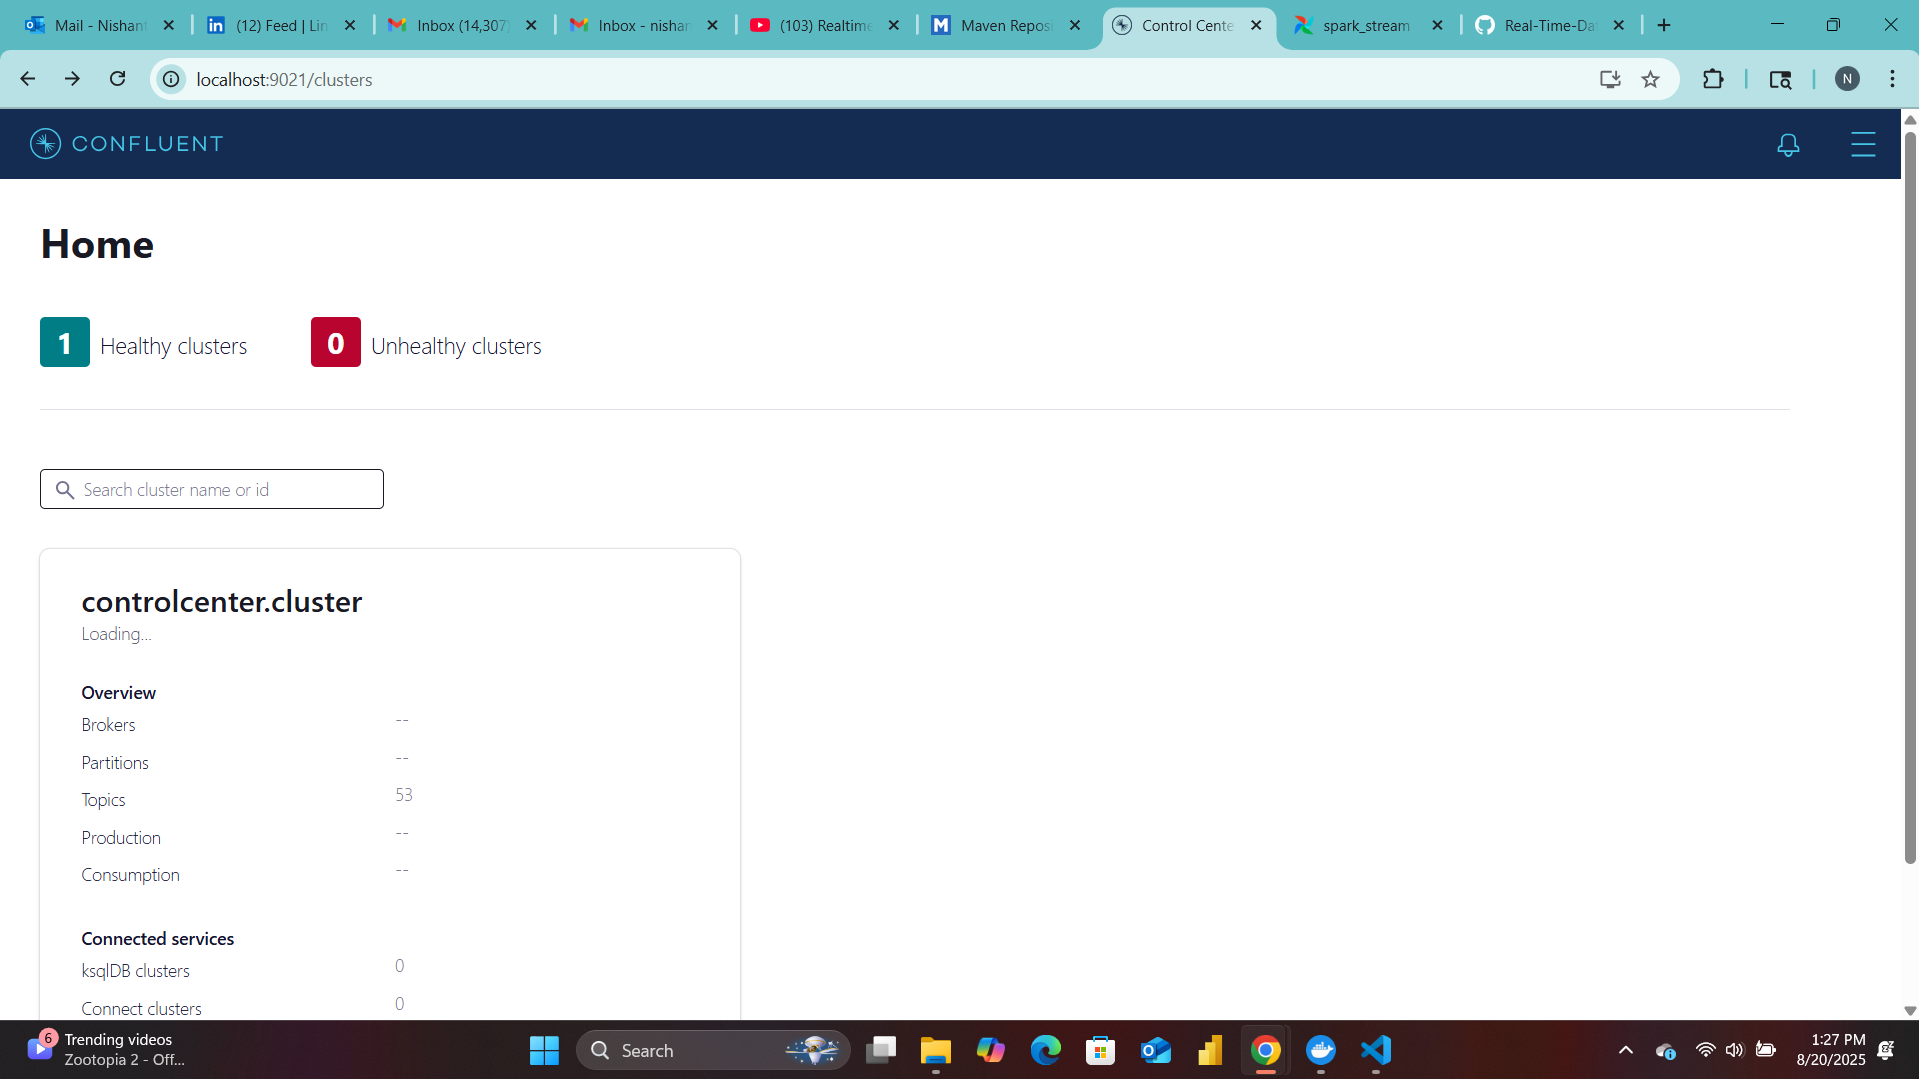 Mail - Nishant
(12) Feed | Lin
Inbox (14,307)
Inbox - nishan
(103) Realtime
Maven Reposi
Control Cente
spark_stream
Real-Time-Da
localhost:9021/clusters
N
CONFLUENT
Home
1 Healthy clusters
0 Unhealthy clusters
Search cluster name or id
controlcenter.cluster
Loading...
Overview
Brokers --
Partitions --
Topics 53
Production --
Consumption --
Connected services
ksqlDB clusters 0
Connect clusters 0
6
Trending videos
Zootopia 2 - Off...
Search
1:27 PM
8/20/2025